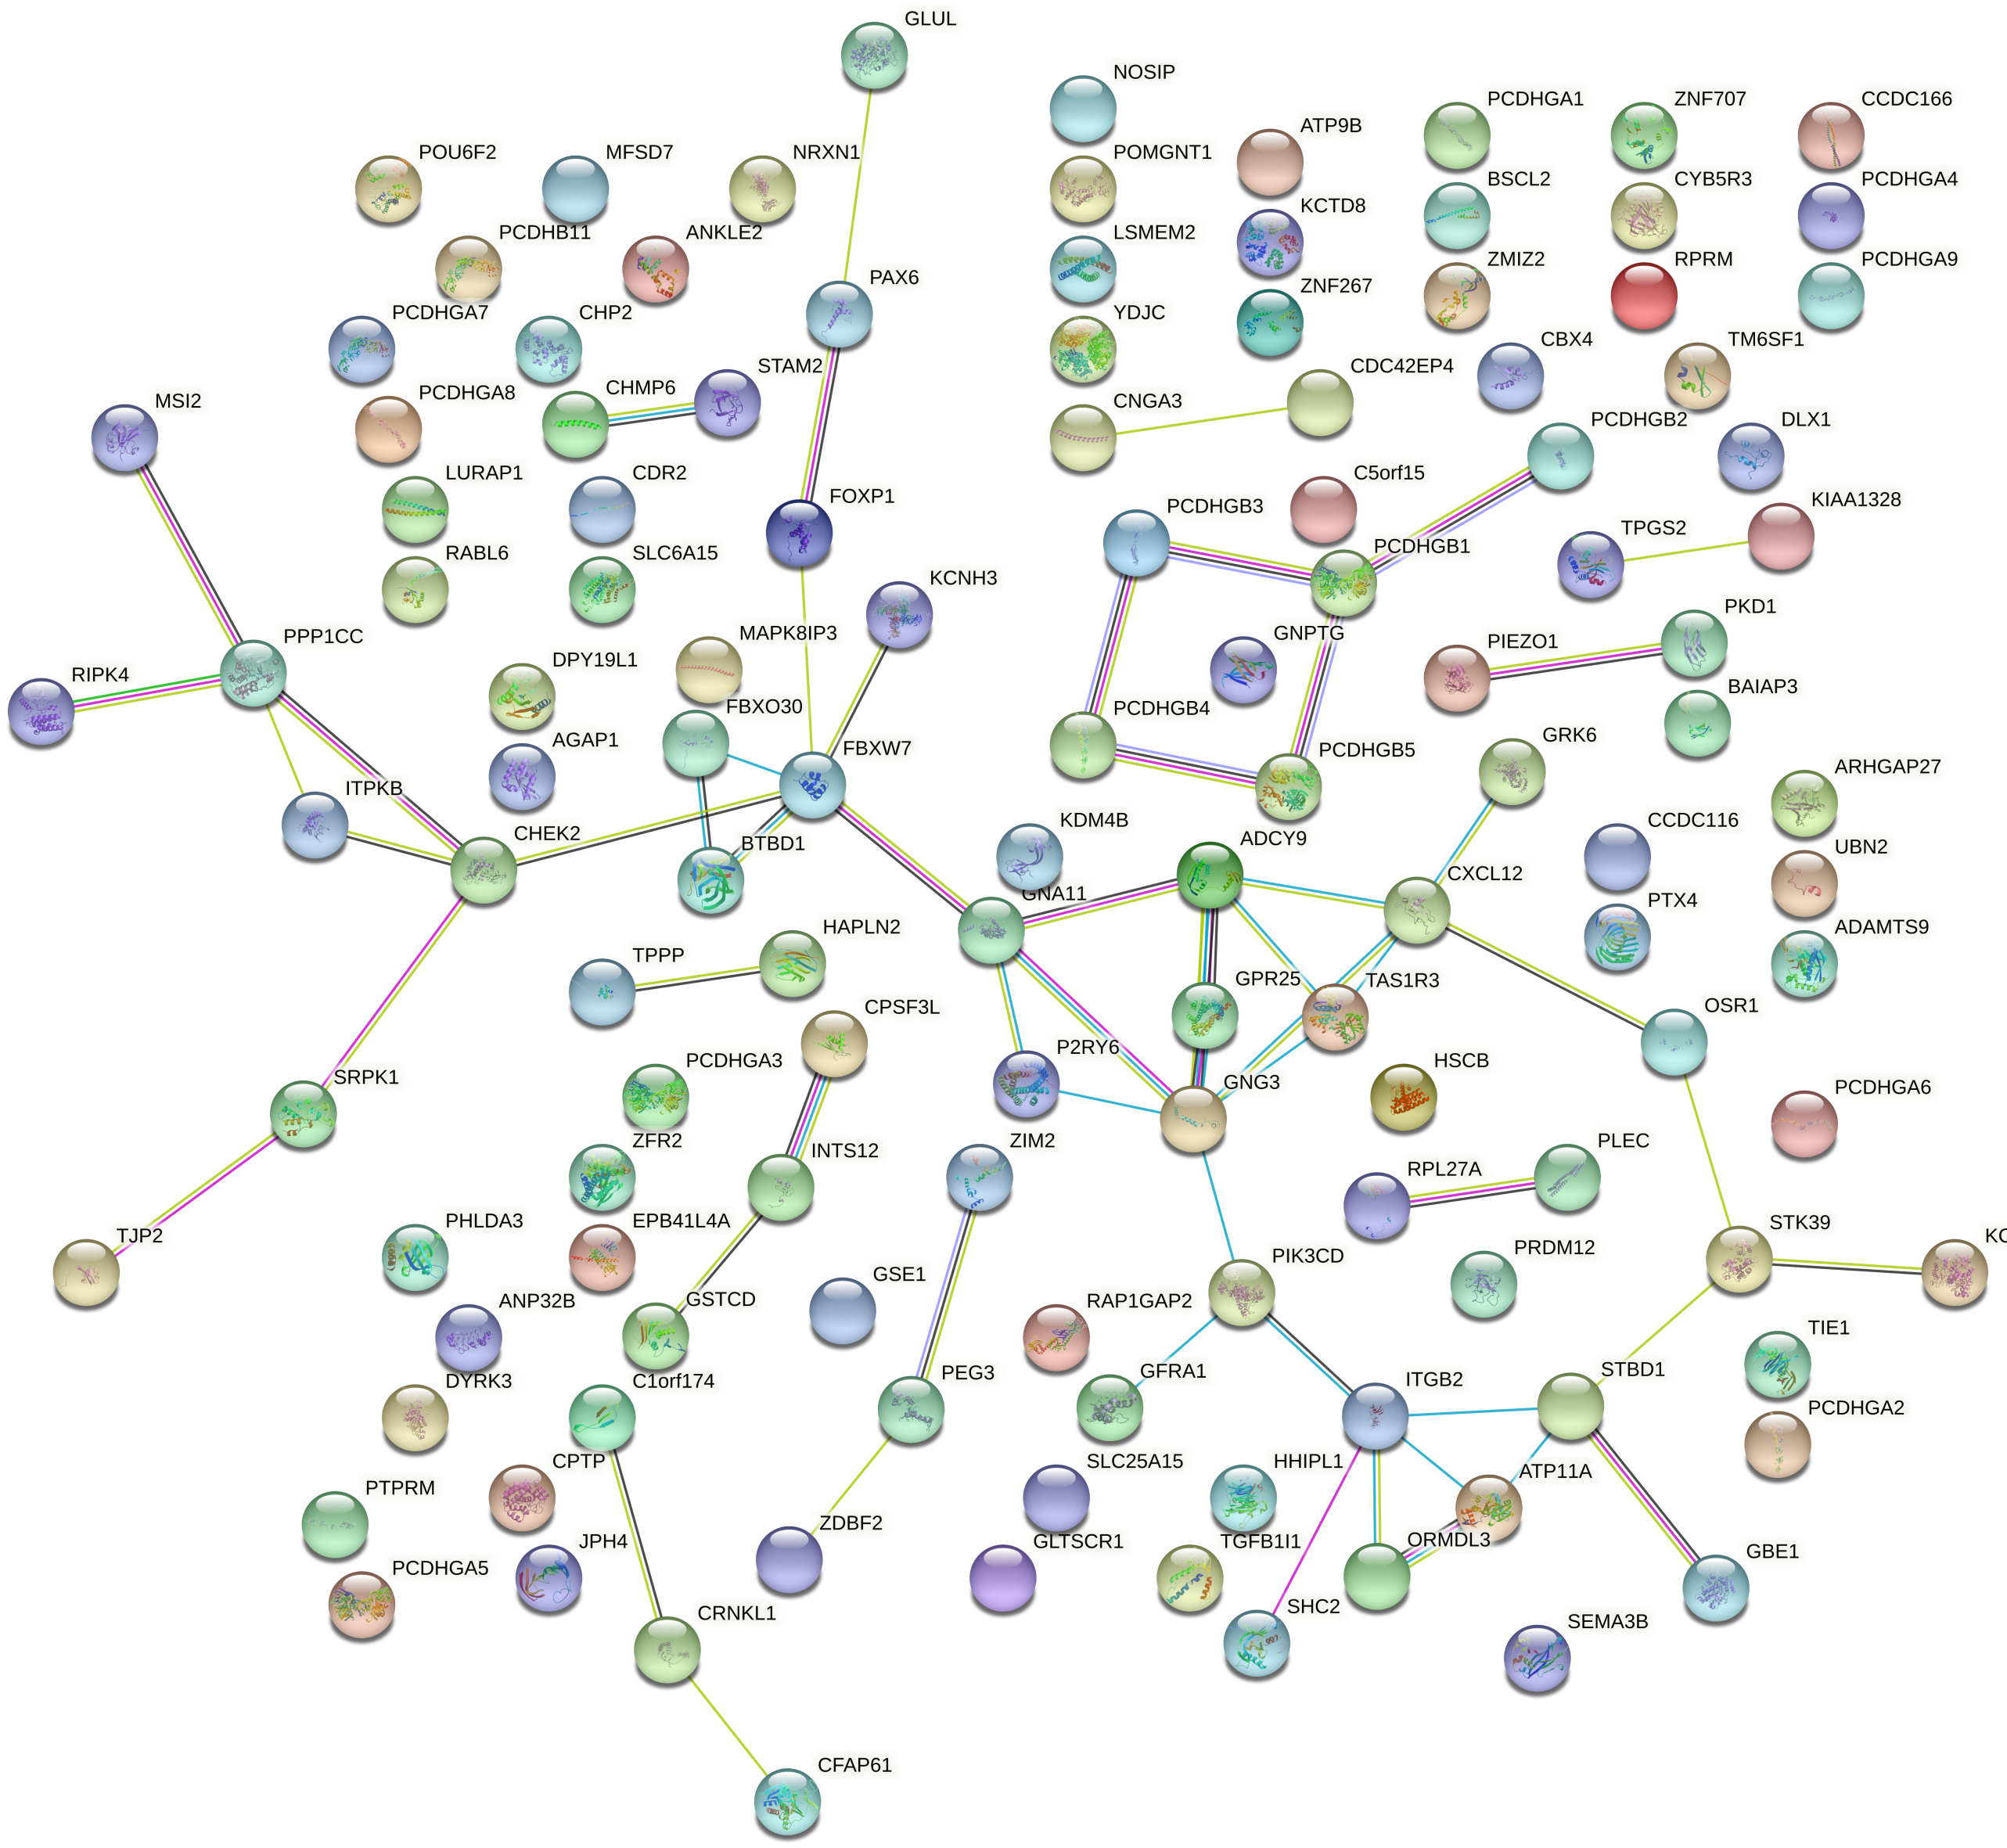 GLUL
NOSIP
PCDHGA1
ZNF707
CCDC166
ATP9B
POU6F2
MFSD7
NRXN1
POMGNT1
BSCL2
CYB5R3
PCDHGA4
KCTD8
PCDHB11
ANKLE2
LSMEM2
ZMIZ2
RPRM
PCDHGA9
PAX6
ZNF267
PCDHGA7
CHP2
YDJC
CBX4
TM6SF1
STAM2
CDC42EP4
PCDHGA8
CHMP6
MSI2
CNGA3
PCDHGB2
DLX1
LURAP1
CDR2
FOXP1
C5orf15
KIAA1328
PCDHGB3
TPGS2
RABL6
SLC6A15
PCDHGB1
KCNH3
PKD1
PPP1CC
MAPK8IP3
GNPTG
PIEZO1
RIPK4
DPY19L1
BAIAP3
FBXO30
PCDHGB4
AGAP1
FBXW7
PCDHGB5
GRK6
ARHGAP27
ITPKB
CHEK2
BTBD1
KDM4B
ADCY9
CCDC116
UBN2
CXCL12
GNA11
PTX4
HAPLN2
ADAMTS9
TPPP
GPR25
TAS1R3
OSR1
CPSF3L
P2RY6
PCDHGA3
HSCB
SRPK1
GNG3
PCDHGA6
ZFR2
INTS12
ZIM2
PLEC
RPL27A
PHLDA3
EPB41L4A
STK39
TJP2
KC
PRDM12
GSE1
PIK3CD
ANP32B
GSTCD
RAP1GAP2
TIE1
DYRK3
C1orf174
PEG3
GFRA1
ITGB2
STBD1
PCDHGA2
CPTP
SLC25A15
HHIPL1
ATP11A
PTPRM
ZDBF2
JPH4
GLTSCR1
TGFB1I1
ORMDL3
GBE1
PCDHGA5
CRNKL1
SHC2
SEMA3B
CFAP61